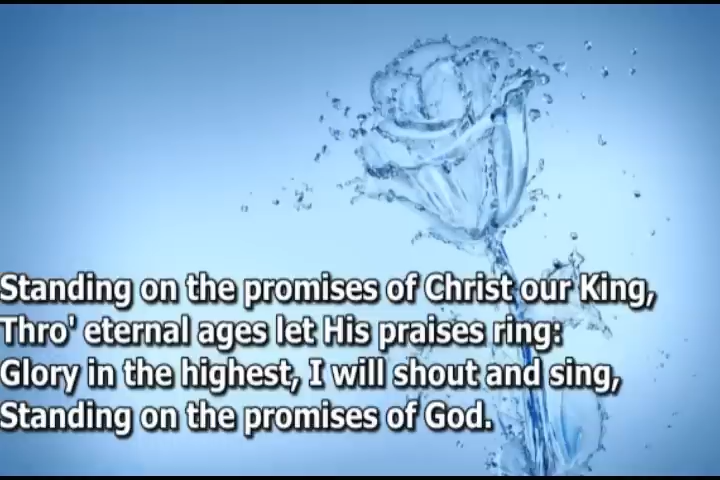 Standing on the promises of Christ our King,
Thro' eternal ages let His praises ring:
Glory in the highest, I will shout and sing,
Standing on the promises of God.